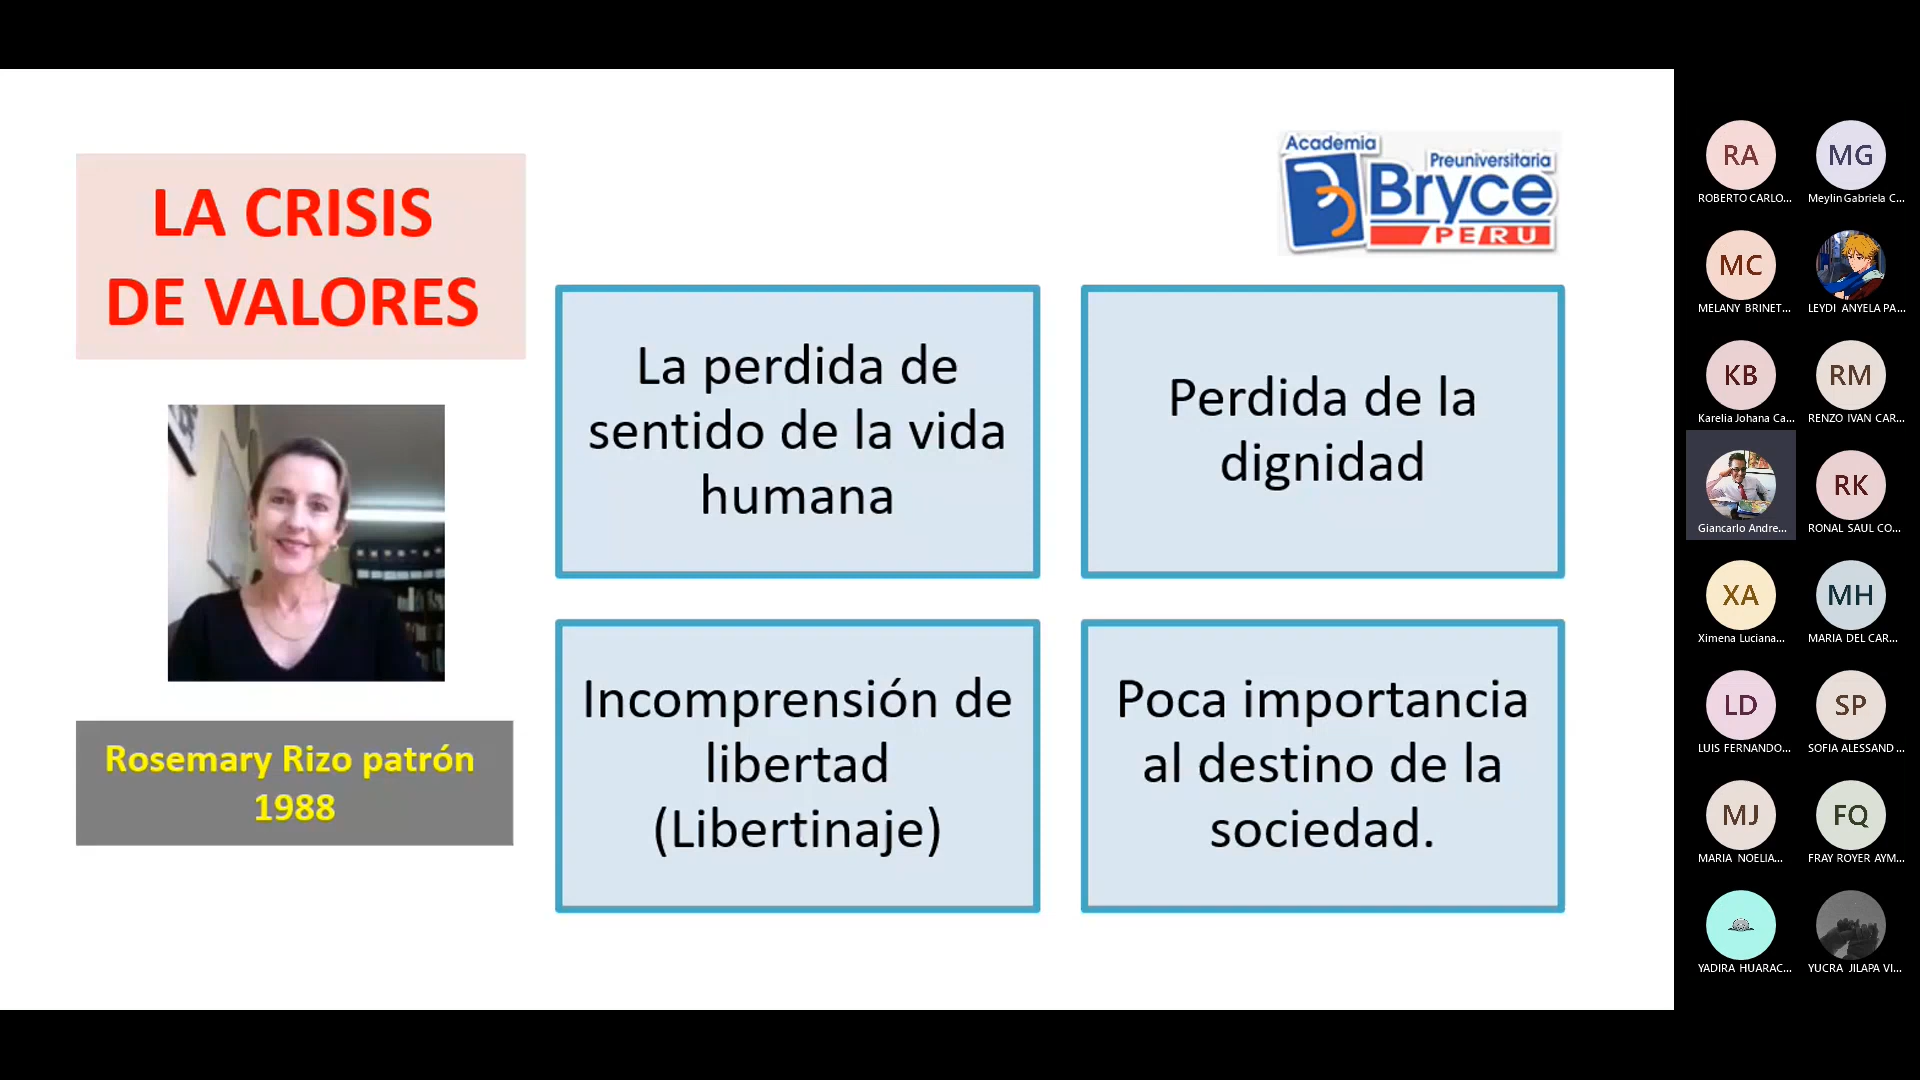 LA CRISIS
DE VALORES
Academia
Preuniversitaria
Bryce
PERU
La perdida de
sentido de la vida
humana
Perdida de la
dignidad
Incomprensión de
libertad
(Libertinaje)
Poca importancia
al destino de la
sociedad.
Rosemary Rizo patrón
1988
RA
ROBERTO CARLO...
MG
Meylin Gabriela C...
MC
MELANY BRINET...
LEYDI ANYELA PA...
KB
Karelia Johana Ca...
RM
RENZO IVAN CAR...
Giancarlo Andre...
RK
RONAL SAUL CO...
XA
Ximena Luciana...
MH
MARIA DEL CAR...
LD
LUIS FERNANDO...
SP
SOFIA ALESSAND...
MJ
MARIA NOELIA...
FQ
FRAY ROYER AYM...
YADIRA HUARAC...
YUCRA JILAPA VI...